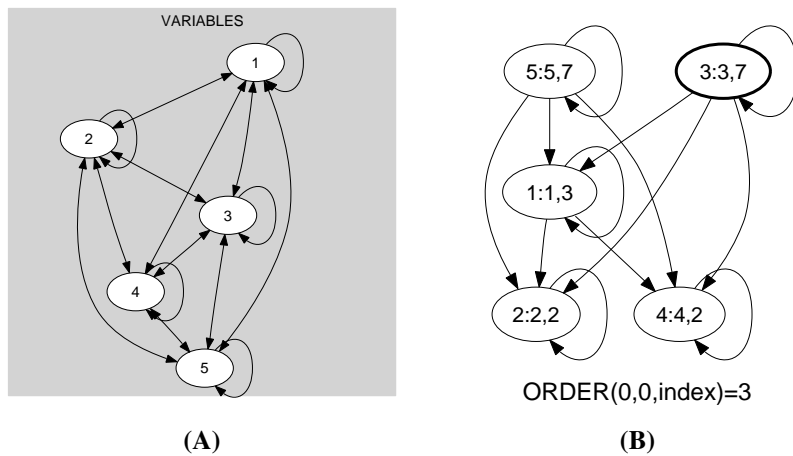 VARIABLES
1
2
3
4
5
(A)
5:5,7
3:3,7
1:1,3
2:2,2
4:4,2
ORDER(0,0,index)=3
(B)